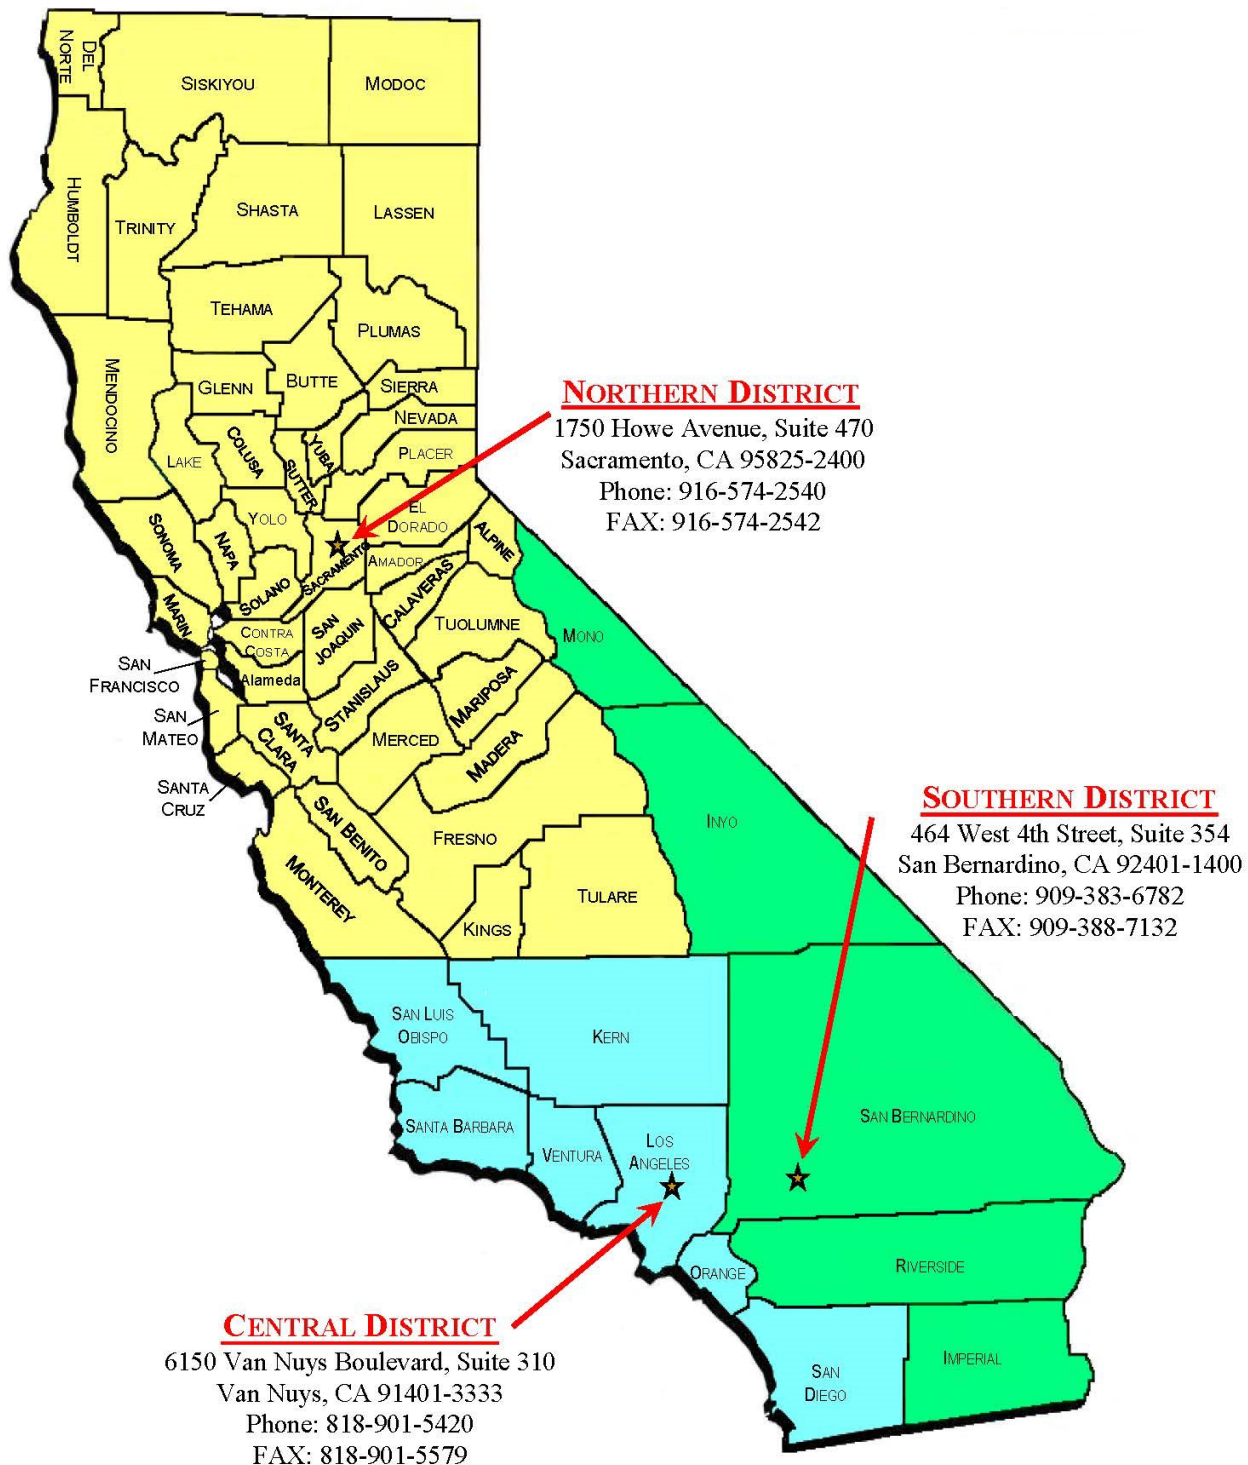 DEL
NORTE
SISKIYOU
MODOC
HUMBOLDT
TRINITY
SHASTA
LASSEN
TEHAMA
PLUMAS
MENDOCINO
GLENN
BUTTE
SIERRA
NEVADA
LAKE
COLUSA
SUTTER
YUBA
PLACER
NORTHERN DISTRICT
1750 Howe Avenue, Suite 470
Sacramento, CA 95825-2400
Phone: 916-574-2540
FAX: 916-574-2542
SONOMA
NAPA
YOLO
EL
DORADO
ALPINE
SOLANO
SACRAMENTO
AMADOR
CALAVERAS
MARIN
CONTRA
COSTA
SAN
JOAQUIN
TUOLUMNE
MONO
SAN
FRANCISCO
Alameda
STANISLAUS
MARIPOSA
SAN
MATEO
SANTA
CLARA
MERCED
MADERA
SANTA
CRUZ
SAN BENITO
FRESNO
INYO
SOUTHERN DISTRICT
464 West 4th Street, Suite 354
San Bernardino, CA 92401-1400
Phone: 909-383-6782
FAX: 909-388-7132
MONTEREY
KINGS
TULARE
SAN LUIS
OBISPO
KERN
SANTA BARBARA
VENTURA
LOS
ANGELES
SAN BERNARDINO
ORANGE
RIVERSIDE
SAN
DIEGO
IMPERIAL
CENTRAL DISTRICT
6150 Van Nuys Boulevard, Suite 310
Van Nuys, CA 91401-3333
Phone: 818-901-5420
FAX: 818-901-5579